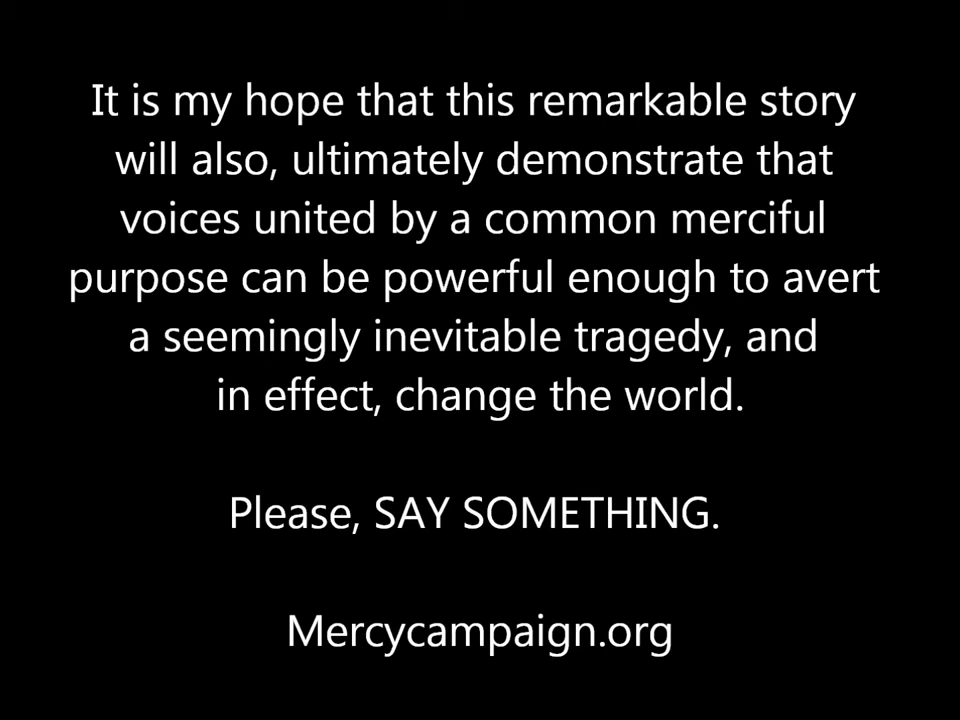 It is my hope that this remarkable story
will also, ultimately demonstrate that
voices united by a common merciful
purpose can be powerful enough to avert
a seemingly inevitable tragedy, and
in effect, change the world.
Please, SAY SOMETHING.
Mercycampaign.org